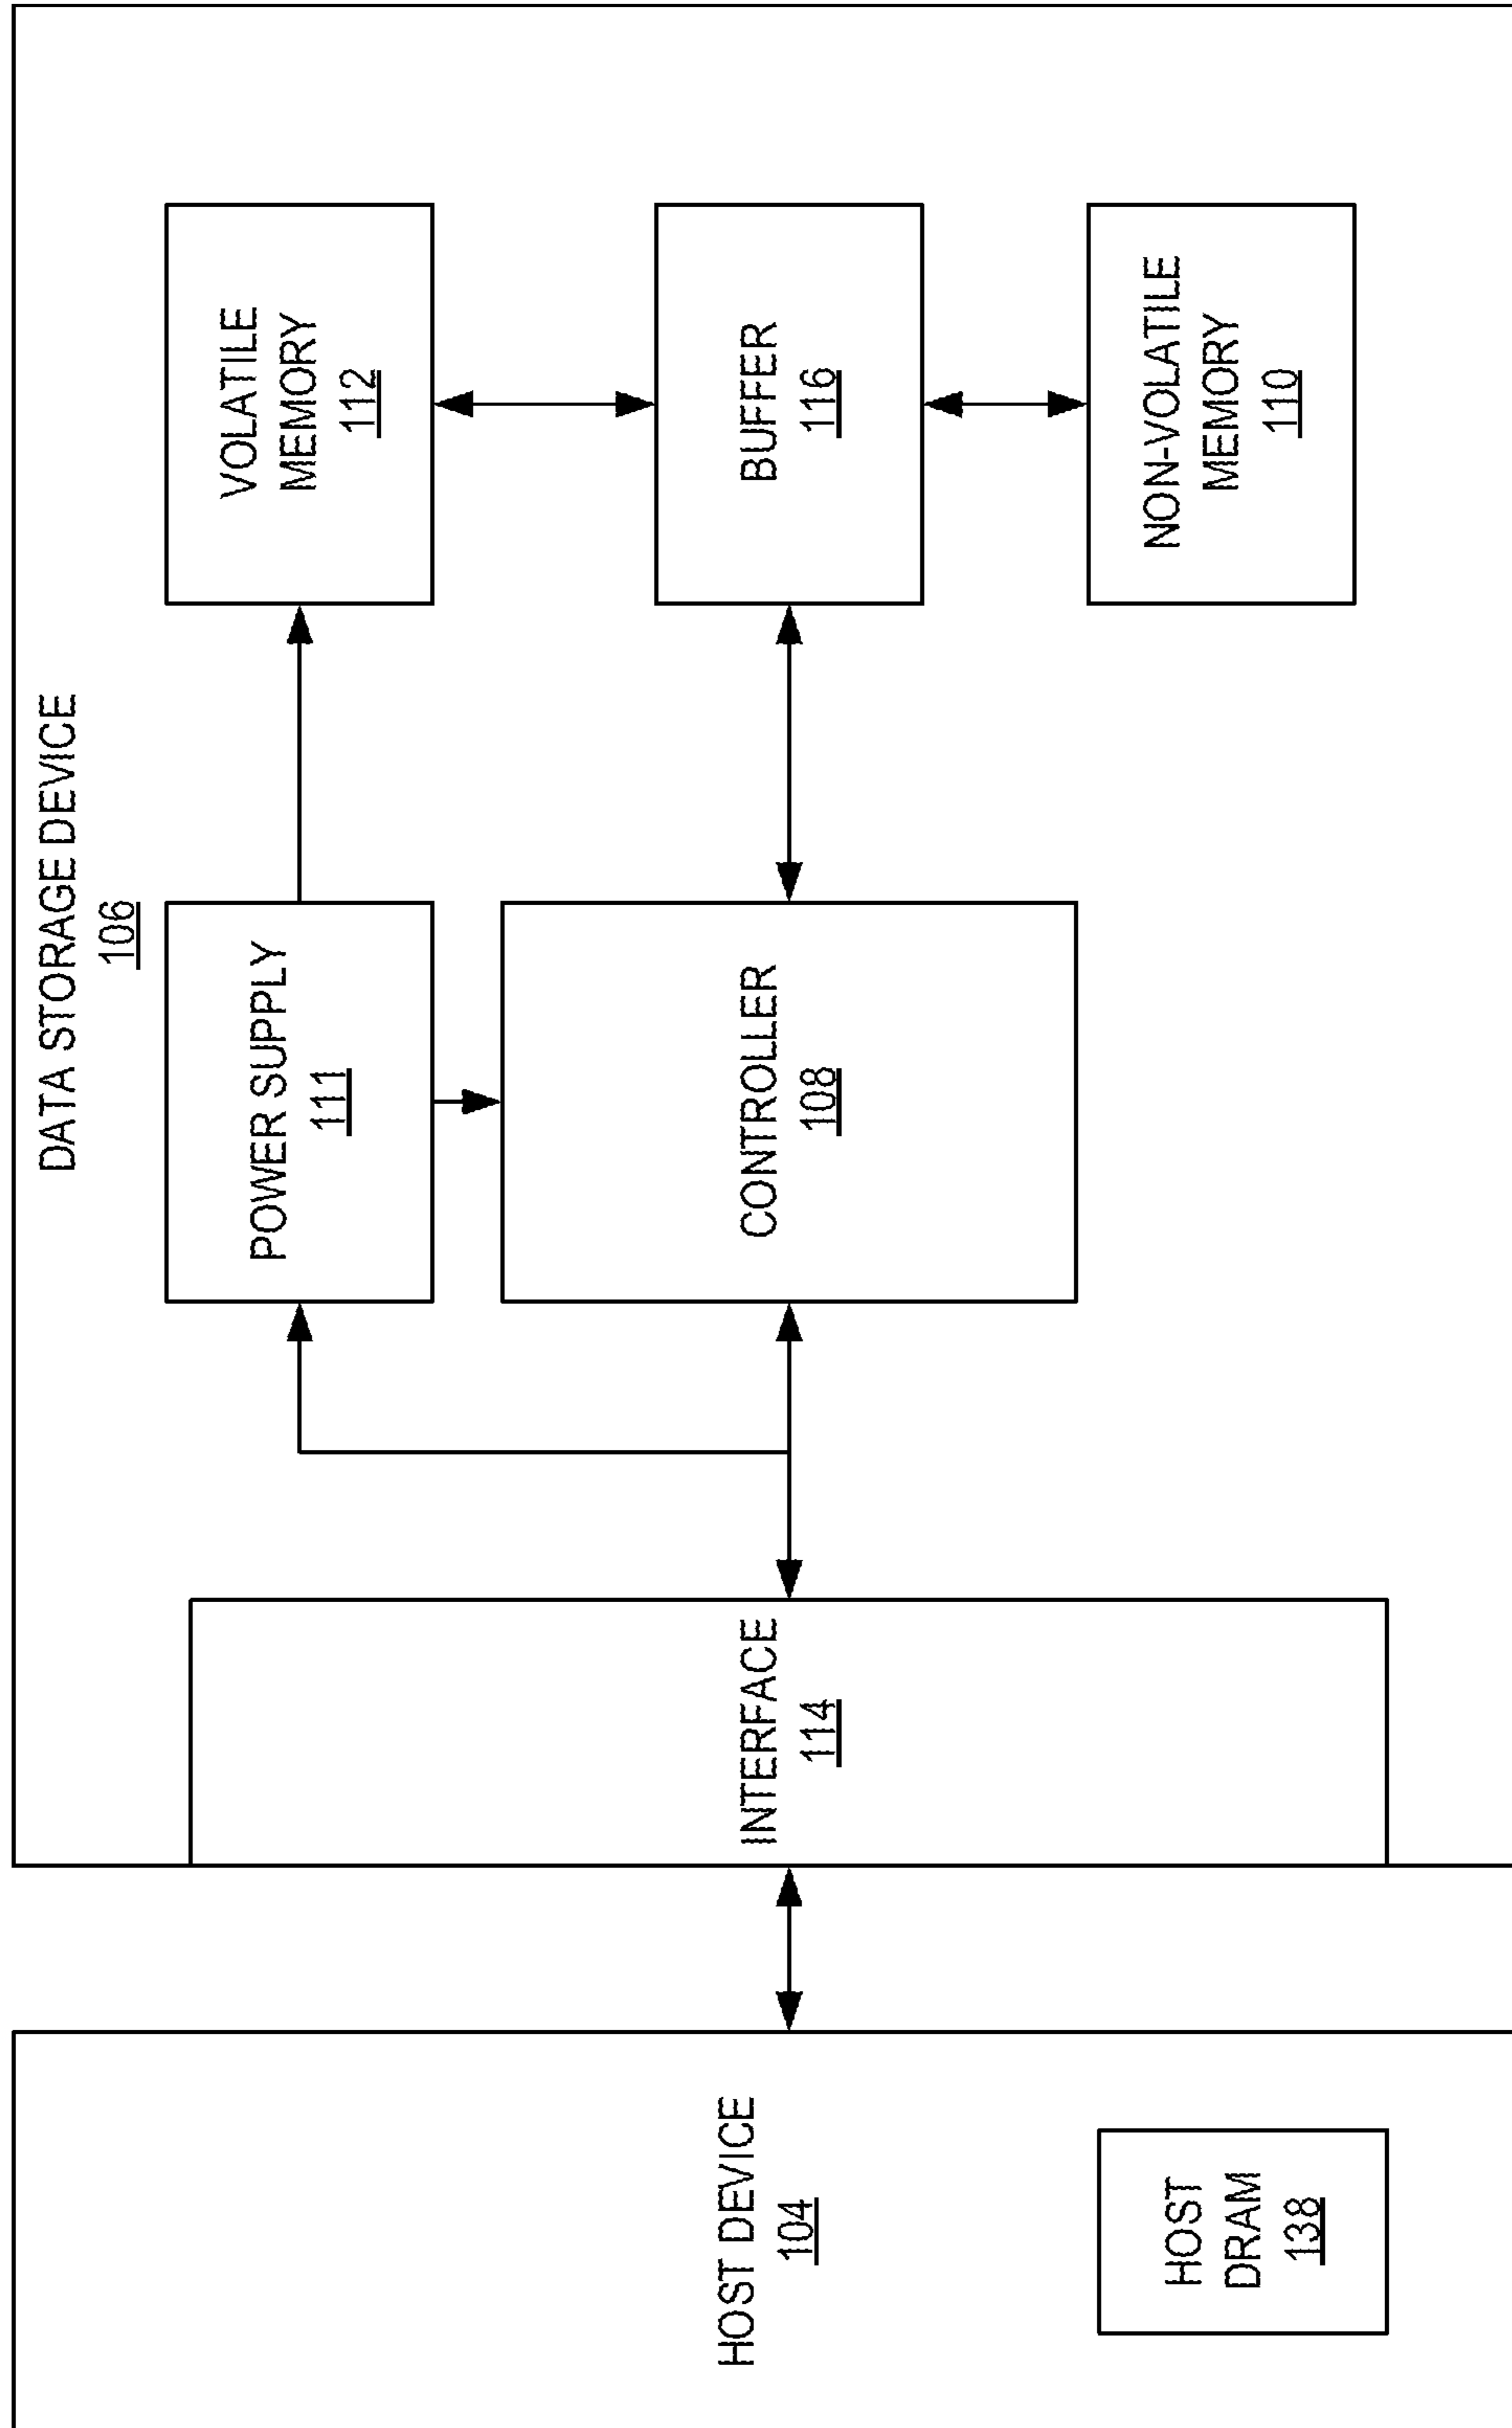 HOST DEVICE
104
HOST
DRAM
138
DATA STORAGE DEVICE
106
INTERFACE
114
POWER SUPPLY
111
CONTROLLER
108
VOLATILE
MEMORY
112
BUFFER
116
NON-VOLATILE
MEMORY
110